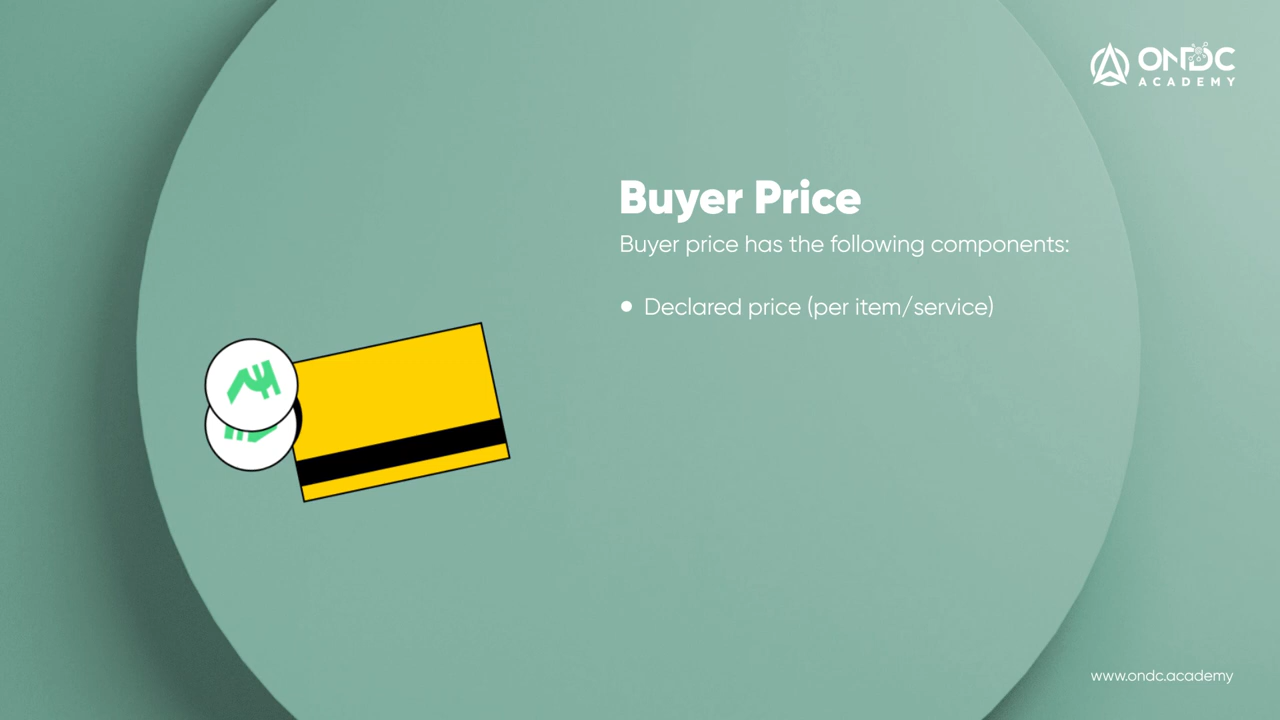 ONDC
ACADEMY
Buyer Price
Buyer price has the following components:
● Declared price (per item/service)
www.ondc.academy